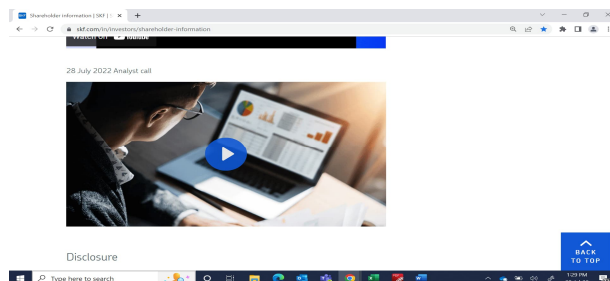 SKF Shareholder information | SKF | S
skf.com/in/investors/shareholder-information
Watch on YouTube
28 July 2022 Analyst call
Disclosure
BACK
TO TOP
Type here to search
1:29 PM